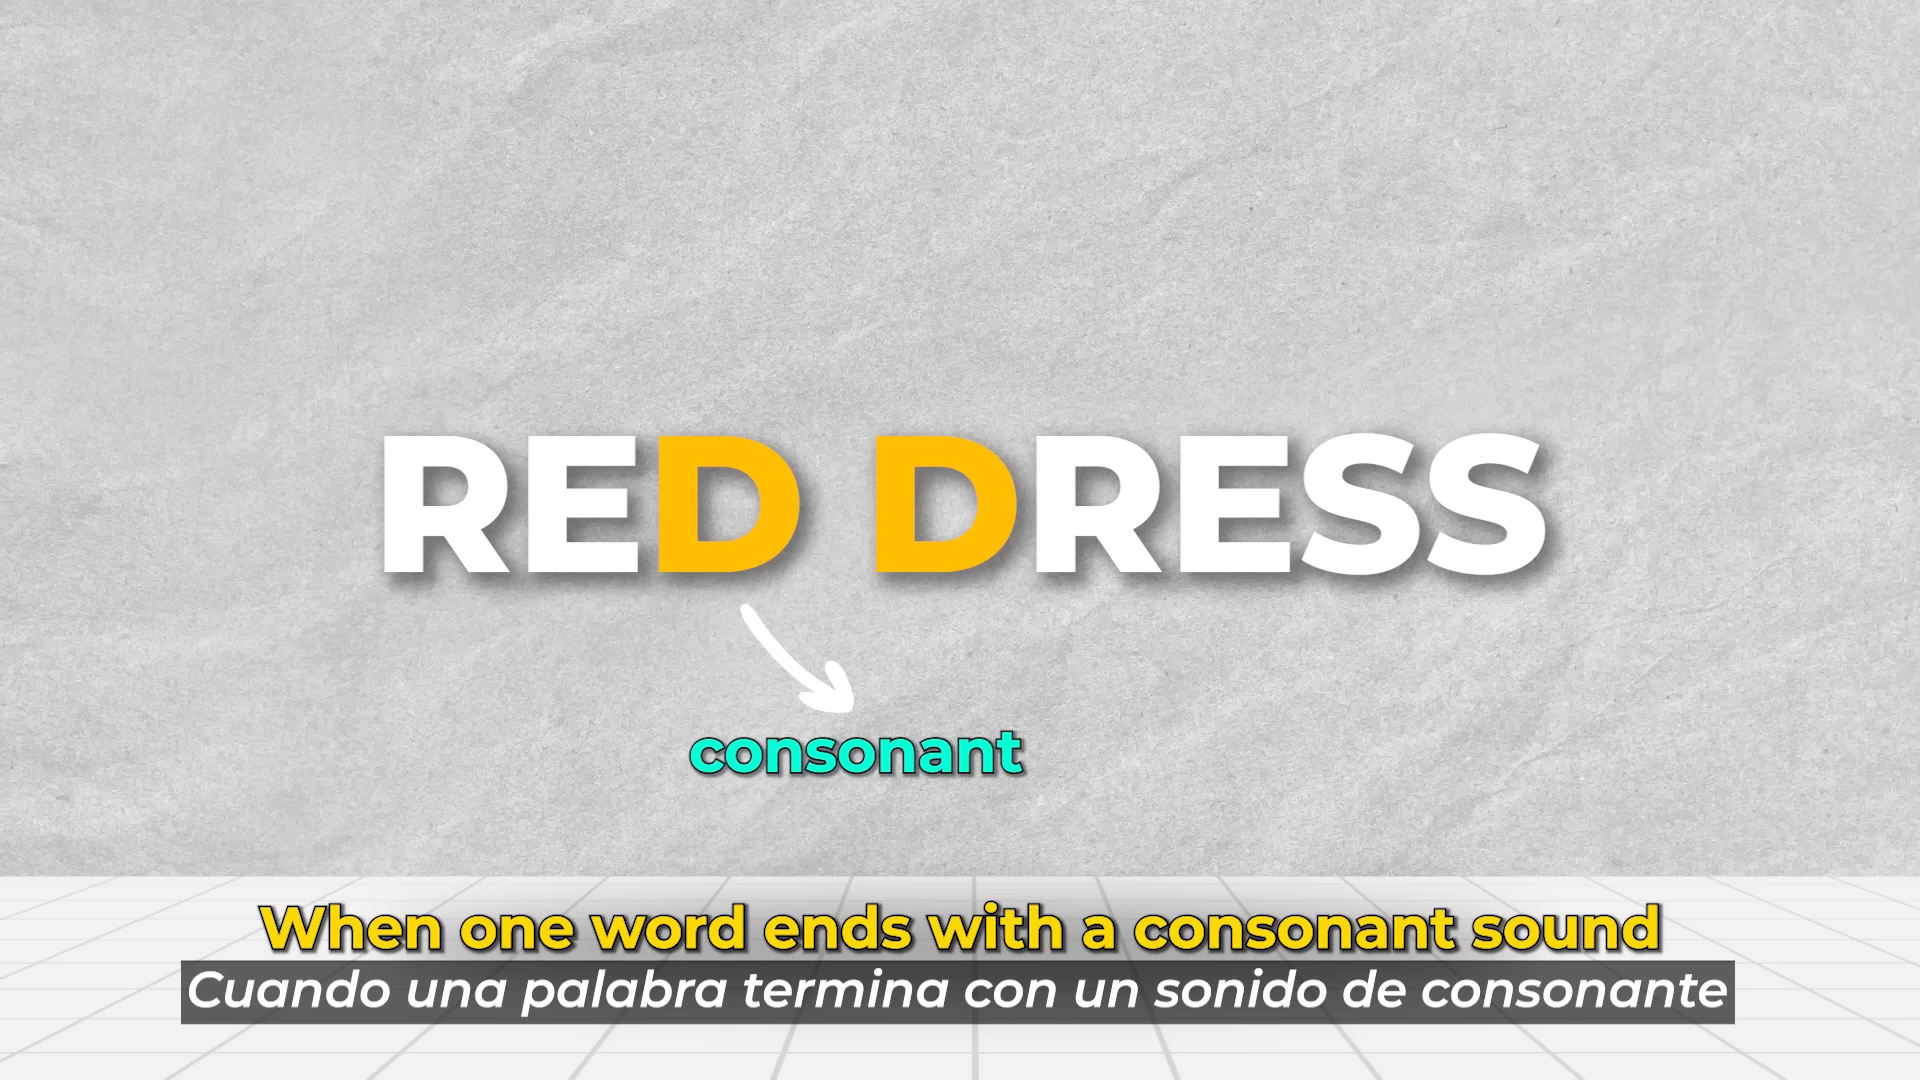 RED DRESS
consonant
When one word ends with a consonant sound
Cuando una palabra termina con un sonido de consonante